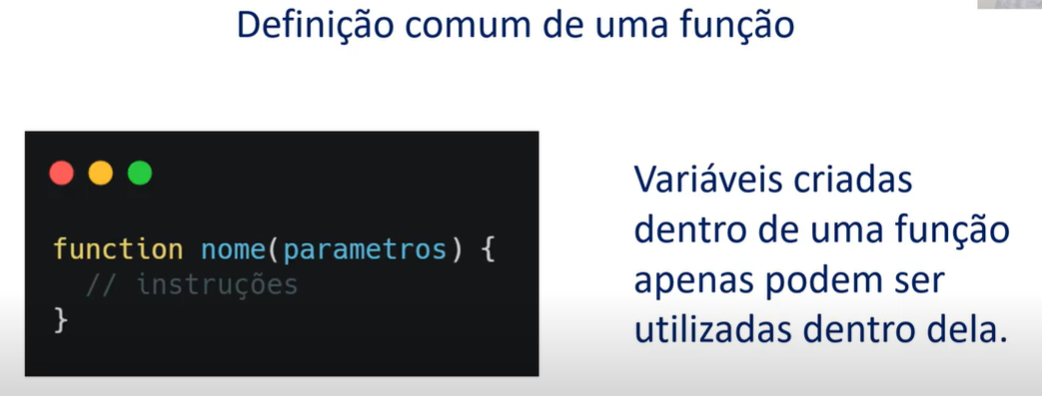 Definição comum de uma função
function nome(parametros) {
// instruções
}
Variáveis criadas
dentro de uma função
apenas podem ser
utilizadas dentro dela.